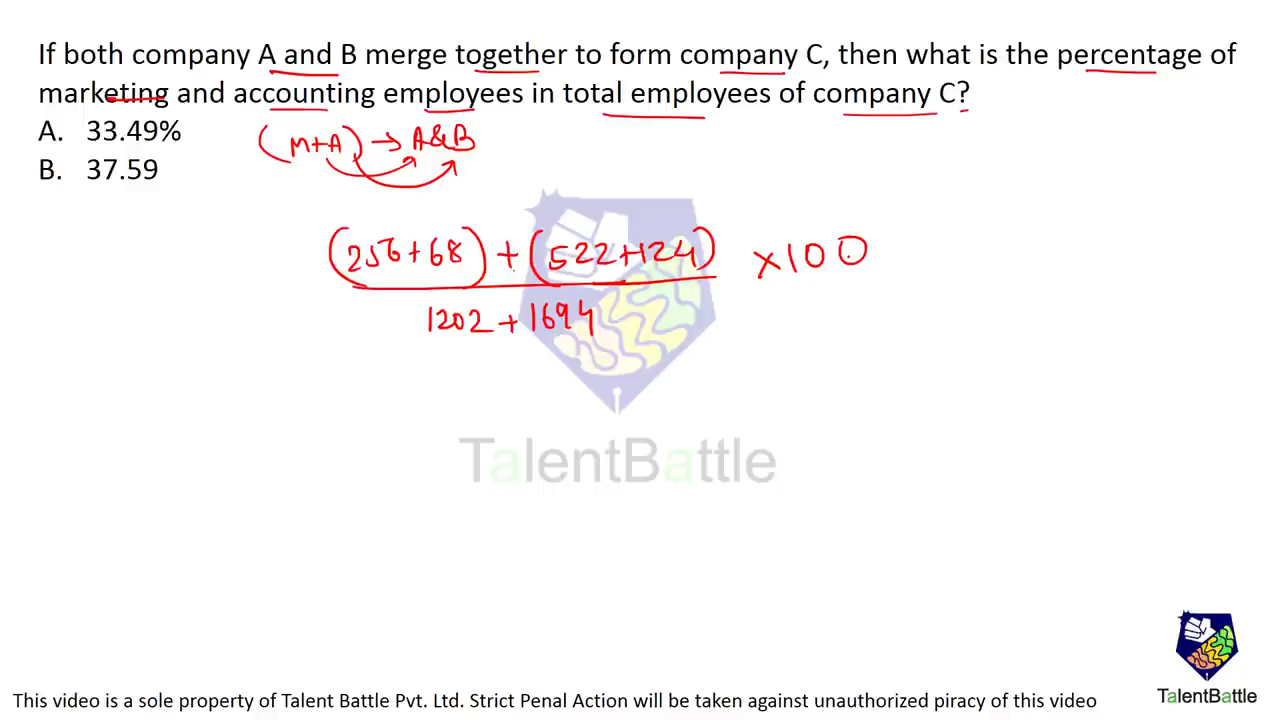 If both company A and B merge together to form company C, then what is the percentage of
marketing and accounting employees in total employees of company C?
A. 33.49%
(M+A) → A&B
B. 37.59
(256+68) + (522+124) ×100
1202 + 1694
TalentBattle
TalentBattle
This video is a sole property of Talent Battle Pvt. Ltd. Strict Penal Action will be taken against unauthorized piracy of this video